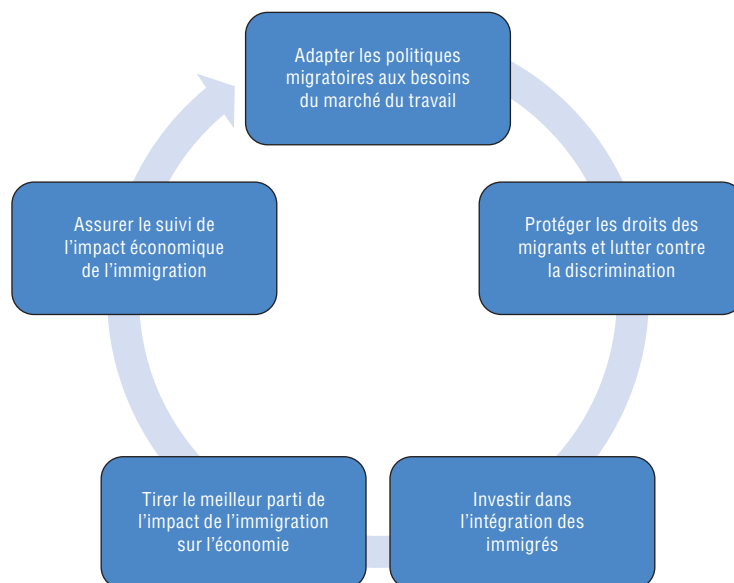 Adapter les politiques
migratoires aux besoins
du marché du travail
Protéger les droits des
migrants et lutter contre
la discrimination
Investir dans
l’intégration des
immigrés
Tirer le meilleur parti de
l’impact de l’immigration
sur l’économie
Assurer le suivi de
l’impact économique
de l’immigration